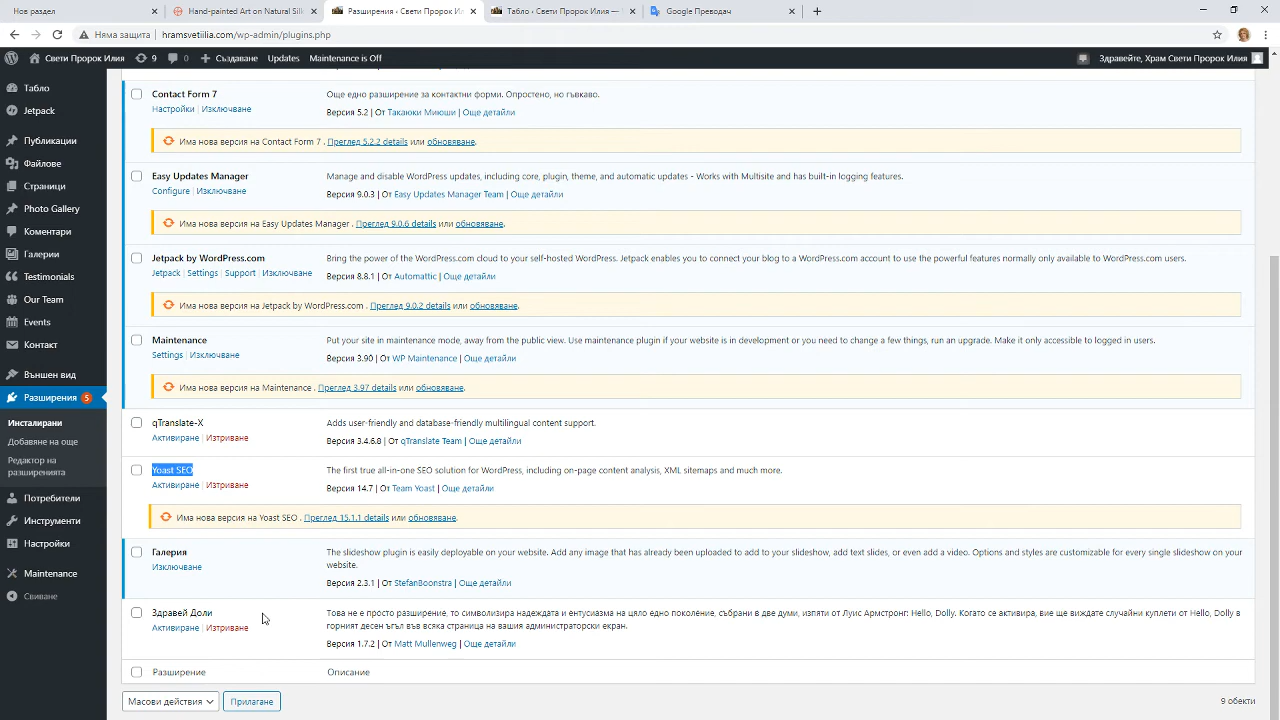 Нов раздел
Hand-painted Art on Natural Silk
Разширения ‹ Свети Пророк Илия
Табло ‹ Свети Пророк Илия —
Google Преводач
Няма защита
hramsvetiilia.com/wp-admin/plugins.php
Свети Пророк Илия
9
0
Създаване
Updates
Maintenance is Off
Здравейте, Храм Свети Пророк Илия
Табло
Jetpack
Публикации
Файлове
Страници
Photo Gallery
Коментари
Галерии
Testimonials
Our Team
Events
Контакт
Външен вид
Разширения 5
Инсталирани
Добавяне на още
Редактор на
разширенията
Потребители
Инструменти
Настройки
Maintenance
Свиване
Contact Form 7
Настройки | Изключване
Още едно разширение за контактни форми. Опростено, но гъвкаво.
Версия 5.2 | От Такаюки Миюши | Още детайли
Има нова версия на Contact Form 7 . Преглед 5.2.2 details или обновяване.
Easy Updates Manager
Configure | Изключване
Manage and disable WordPress updates, including core, plugin, theme, and automatic updates - Works with Multisite and has built-in logging features.
Версия 9.0.3 | От Easy Updates Manager Team | Още детайли
Има нова версия на Easy Updates Manager . Преглед 9.0.6 details или обновяване.
Jetpack by WordPress.com
Jetpack | Settings | Support | Изключване
Bring the power of the WordPress.com cloud to your self-hosted WordPress. Jetpack enables you to connect your blog to a WordPress.com account to use the powerful features normally only available to WordPress.com users.
Версия 8.8.1 | От Automattic | Още детайли
Има нова версия на Jetpack by WordPress.com . Преглед 9.0.2 details или обновяване.
Maintenance
Settings | Изключване
Put your site in maintenance mode, away from the public view. Use maintenance plugin if your website is in development or you need to change a few things, run an upgrade. Make it only accessible to logged in users.
Версия 3.90 | От WP Maintenance | Още детайли
Има нова версия на Maintenance . Преглед 3.97 details или обновяване.
qTranslate-X
Активиране | Изтриване
Adds user-friendly and database-friendly multilingual content support.
Версия 3.4.6.8 | От qTranslate Team | Още детайли
Yoast SEO
Активиране | Изтриване
The first true all-in-one SEO solution for WordPress, including on-page content analysis, XML sitemaps and much more.
Версия 14.7 | От Team Yoast | Още детайли
Има нова версия на Yoast SEO . Преглед 15.1.1 details или обновяване.
Галерия
Изключване
The slideshow plugin is easily deployable on your website. Add any image that has already been uploaded to add to your slideshow, add text slides, or even add a video. Options and styles are customizable for every single slideshow on your
website.
Версия 2.3.1 | От StefanBoonstra | Още детайли
Здравей Доли
Активиране | Изтриване
Това не е просто разширение, то символизира надеждата и ентусиазма на цяло едно поколение, събрани в две думи, изпяти от Луис Армстронг: Hello, Dolly. Когато се активира, вие ще виждате случайни куплети от Hello, Dolly в
горният десен ъгъл във всяка страница на вашия администраторски екран.
Версия 1.7.2 | От Matt Mullenweg | Още детайли
Разширение
Описание
Масови действия
Прилагане
9 обекти